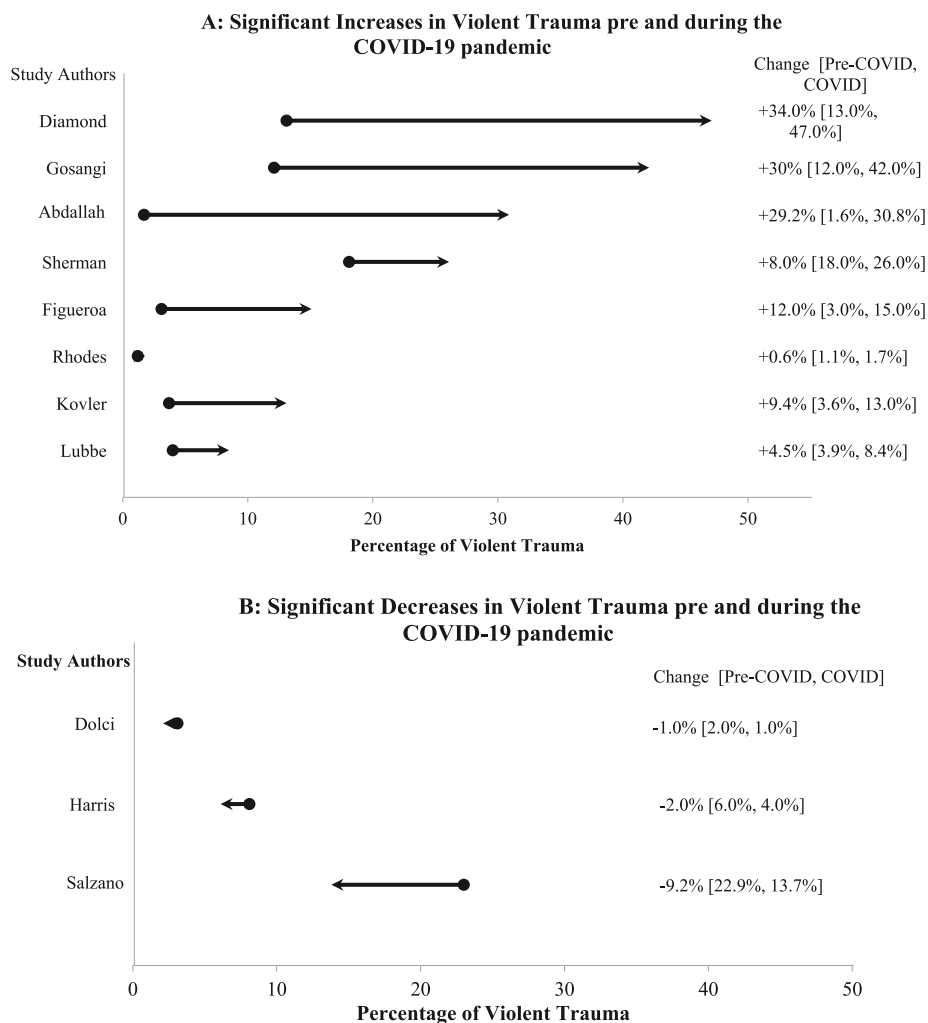 A: Significant Increases in Violent Trauma pre and during the
COVID-19 pandemic
Study Authors
Change [Pre-COVID,
COVID]
Diamond
+34.0% [13.0%,
47.0%]
Gosangi
+30% [12.0%, 42.0%]
Abdallah
+29.2% [1.6%, 30.8%]
Sherman
+8.0% [18.0%, 26.0%]
Figueroa
+12.0% [3.0%, 15.0%]
Rhodes
+0.6% [1.1%, 1.7%]
Kovler
+9.4% [3.6%, 13.0%]
Lubbe
+4.5% [3.9%, 8.4%]
0 10 20 30 40 50
Percentage of Violent Trauma
B: Significant Decreases in Violent Trauma pre and during the
COVID-19 pandemic
Study Authors
Change [Pre-COVID, COVID]
Dolci
-1.0% [2.0%, 1.0%]
Harris
-2.0% [6.0%, 4.0%]
Salzano
-9.2% [22.9%, 13.7%]
0 10 20 30 40 50
Percentage of Violent Trauma